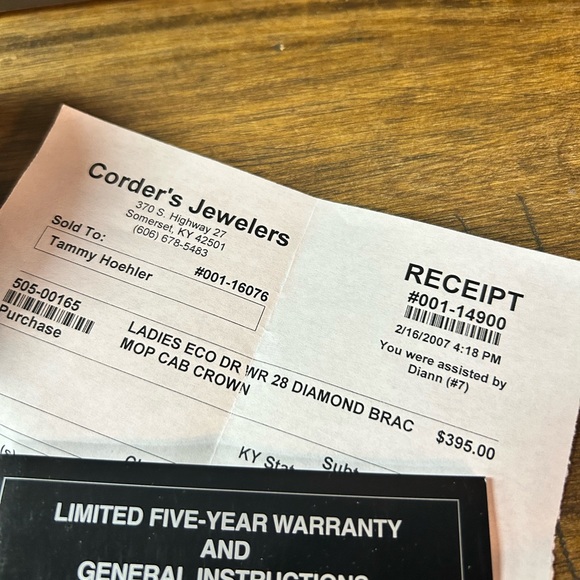 Corder's Jewelers
370 S. Highway 27
Somerset, KY 42501
(606) 678-5483
Sold To:
#001-16076
Tammy Hoehler
RECEIPT
#001-14900
2/16/2007 4:18 PM
You were assisted by
Diann (#7)
505-00165
Purchase
LADIES ECO DR WR 28 DIAMOND BRAC
MOP CAB CROWN
$395.00
KY
LIMITED FIVE-YEAR WARRANTY
AND
GENERAL INSTRUCTIONS